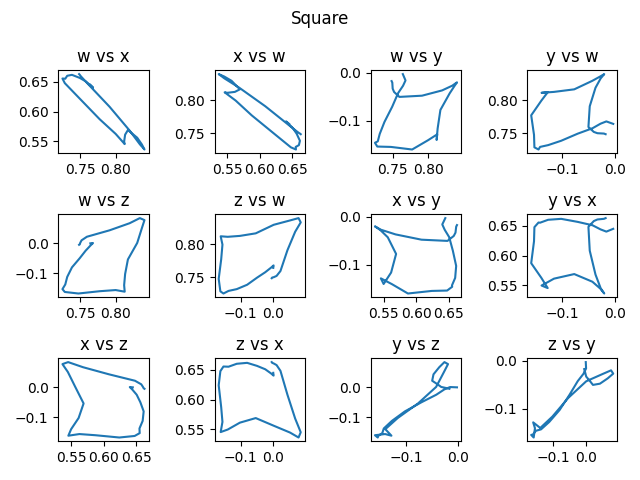 Square
w vs x x vs w w vs y y vs w
0.65 0.60 0.55 0.75 0.80
0.80 0.75 0.55 0.60 0.65
0.0 −0.1 0.75 0.80
0.80 0.75 −0.1 0.0
w vs z z vs w x vs y y vs x
0.0 −0.1 0.75 0.80
0.80 0.75 −0.1 0.0
0.0 −0.1 0.55 0.60 0.65
0.65 0.60 0.55 −0.1 0.0
x vs z z vs x y vs z z vs y
0.0 −0.1 0.55 0.60 0.65
0.65 0.60 0.55 −0.1 0.0
0.0 −0.1 −0.1 0.0
0.0 −0.1 −0.1 0.0